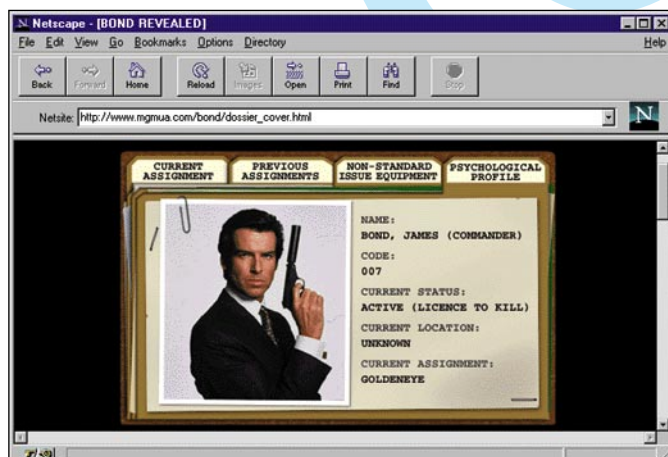 Netscape - [BOND REVEALED]
File Edit View Go Bookmarks Options Directory Help
Back Forward Home Reload Images Open Print Find Stop
Netsite: http://www.mgmua.com/bond/dossier_cover.html
N
CURRENT ASSIGNMENT
PREVIOUS ASSIGNMENTS
NON-STANDARD ISSUE EQUIPMENT
PSYCHOLOGICAL PROFILE
NAME:
BOND, JAMES (COMMANDER)
CODE:
007
CURRENT STATUS:
ACTIVE (LICENCE TO KILL)
CURRENT LOCATION:
UNKNOWN
CURRENT ASSIGNMENT:
GOLDENEYE